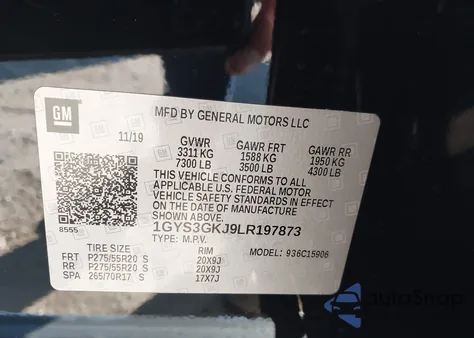 GM
MFD BY GENERAL MOTORS LLC
11/19
GVWR GAWR FRT GAWR RR
3311 KG 1588 KG 1950 KG
7300 LB 3500 LB 4300 LB
THIS VEHICLE CONFORMS TO ALL
APPLICABLE U.S. FEDERAL MOTOR
VEHICLE SAFETY STANDARDS IN EFFECT
ON THE DATE OF MANUFACTURE SHOWN ABOVE.
8555
1GYS3GKJ9LR197873
TYPE: M.P.V. MODEL: 936C15906
TIRE SIZE RIM
FRT P275/55R20 S 20X9J
RR P275/55R20 S 20X9J
SPA 265/70R17 S 17X7J
autoSnap